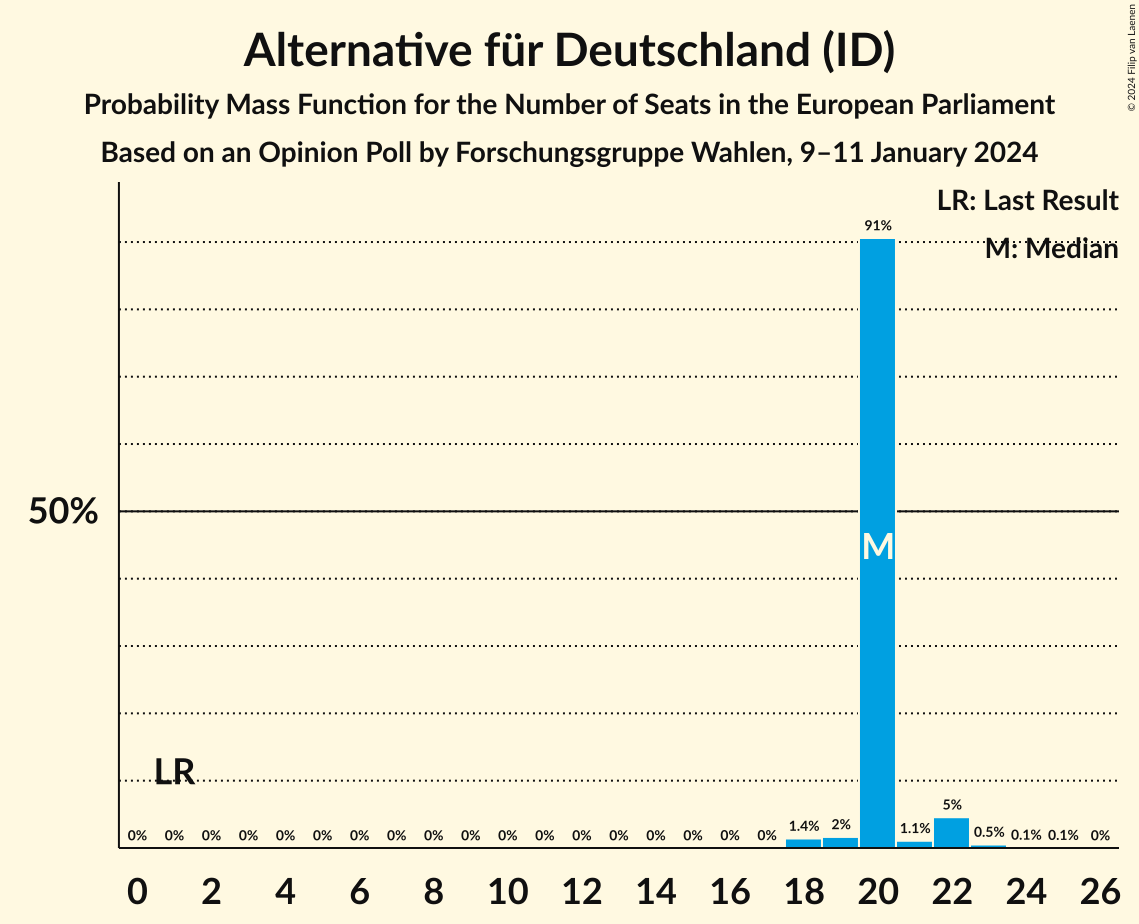 Alternative für Deutschland (ID)
Probability Mass Function for the Number of Seats in the European Parliament
Based on an Opinion Poll by Forschungsgruppe Wahlen, 9–11 January 2024
© 2024 Filip van Laenen
LR: Last Result
M: Median
91%
50%
M
LR
0% 0% 0% 0% 0% 0% 0% 0% 0% 0% 0% 0% 0% 0% 0% 0% 0% 0% 1.4% 2% 1.1% 5% 0.5% 0.1% 0.1% 0%
0 2 4 6 8 10 12 14 16 18 20 22 24 26